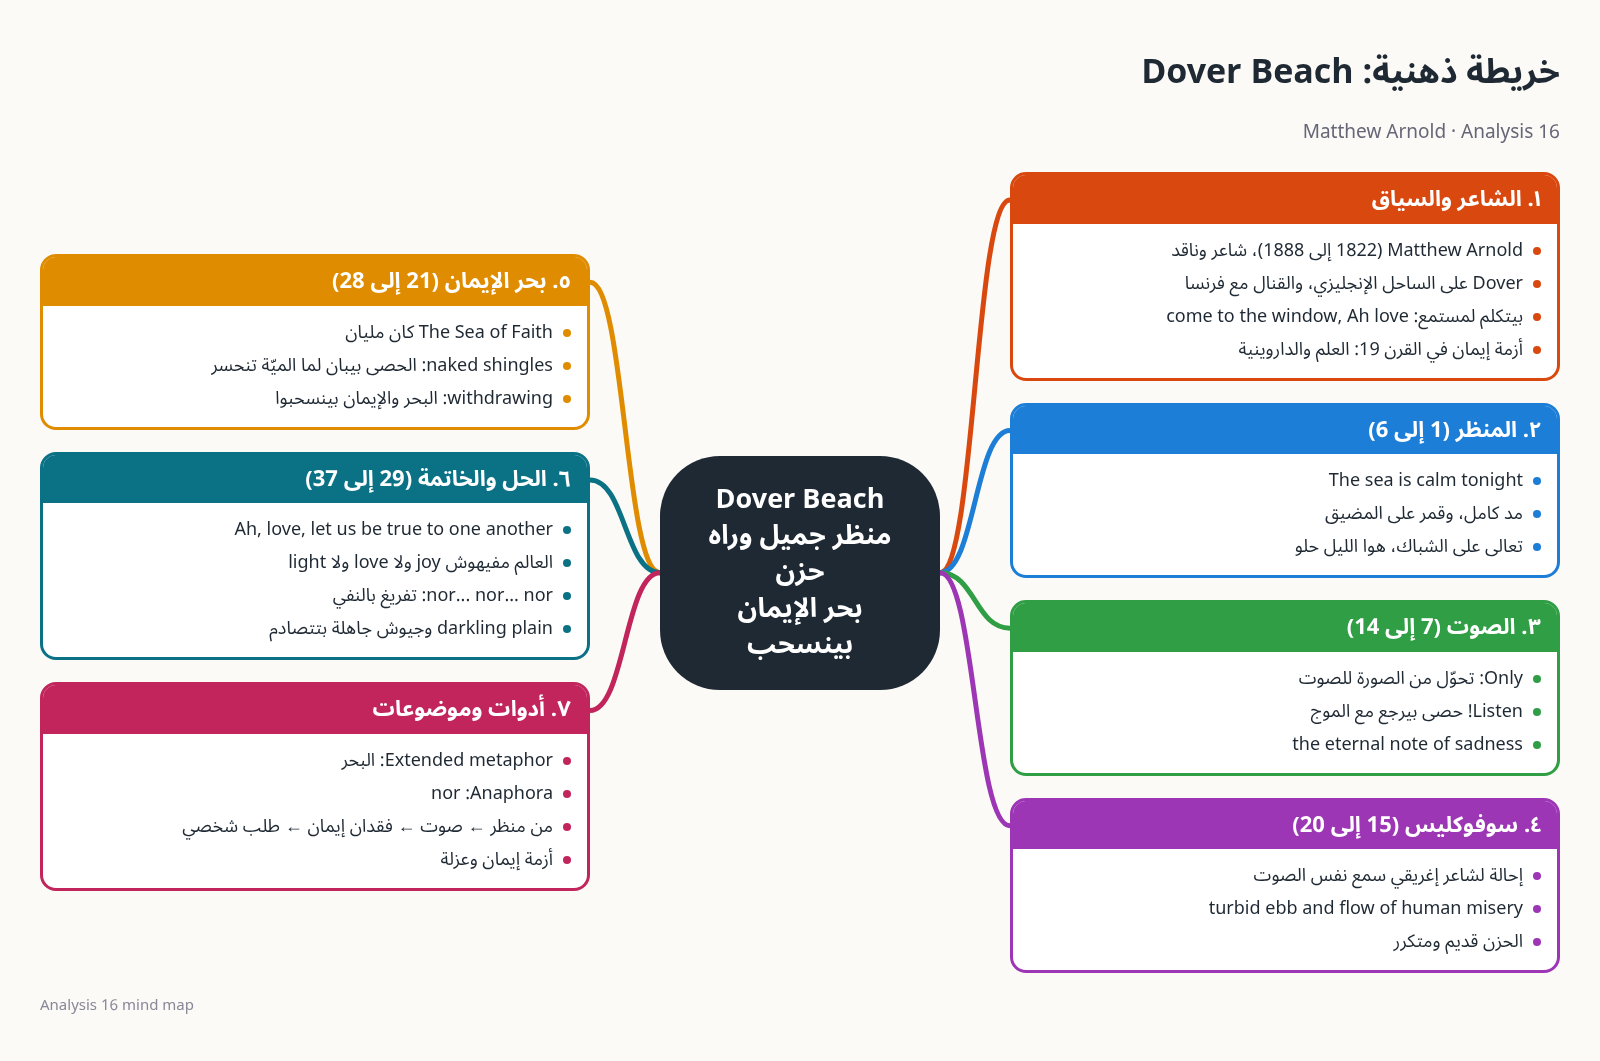 خريطة ذهنية: Dover Beach
Matthew Arnold · Analysis 16
١. الشاعر والسياق
Matthew Arnold (1822 إلى 1888)، شاعر وناقد
Dover على الساحل الإنجليزي، والقنال مع فرنسا
بيتكلم لمستمع: come to the window, Ah love
أزمة إيمان في القرن 19: العلم والداروينية
٢. المنظر (1 إلى 6)
The sea is calm tonight
مد كامل، وقمر على المضيق
تعالى على الشباك، هوا الليل حلو
٣. الصوت (7 إلى 14)
Only: تحوّل من الصورة للصوت
Listen! حصى بيرجع مع الموج
the eternal note of sadness
٤. سوفوكليس (15 إلى 20)
إحالة لشاعر إغريقي سمع نفس الصوت
turbid ebb and flow of human misery
الحزن قديم ومتكرر
Dover Beach
منظر جميل وراه
حزن
بحر الإيمان
بينسحب
٥. بحر الإيمان (21 إلى 28)
The Sea of Faith كان مليان
naked shingles: الحصى بيبان لما الميّة تنحسر
withdrawing: البحر والإيمان بينسحبوا
٦. الحل والخاتمة (29 إلى 37)
Ah, love, let us be true to one another
العالم مفيهوش joy ولا love ولا light
nor… nor… nor: تفريغ بالنفي
darkling plain وجيوش جاهلة بتتصادم
٧. أدوات وموضوعات
Extended metaphor: البحر
Anaphora: nor
من منظر ← صوت ← فقدان إيمان ← طلب شخصي
أزمة إيمان وعزلة
Analysis 16 mind map